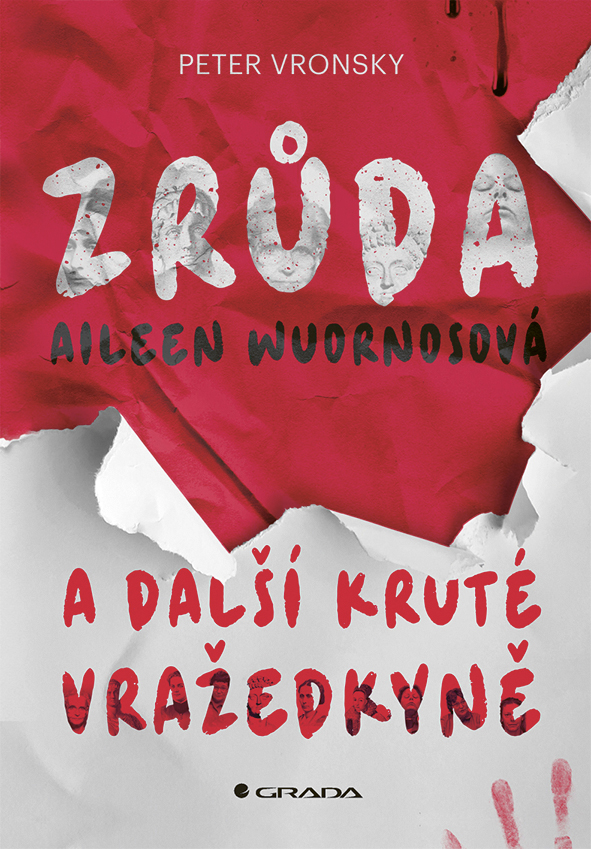 PETER VRONSKY
ZRŮDA
AILEEN WUORNOSOVÁ
A DALŠÍ KRUTÉ
VRAŽEDKYNĚ
GRADA